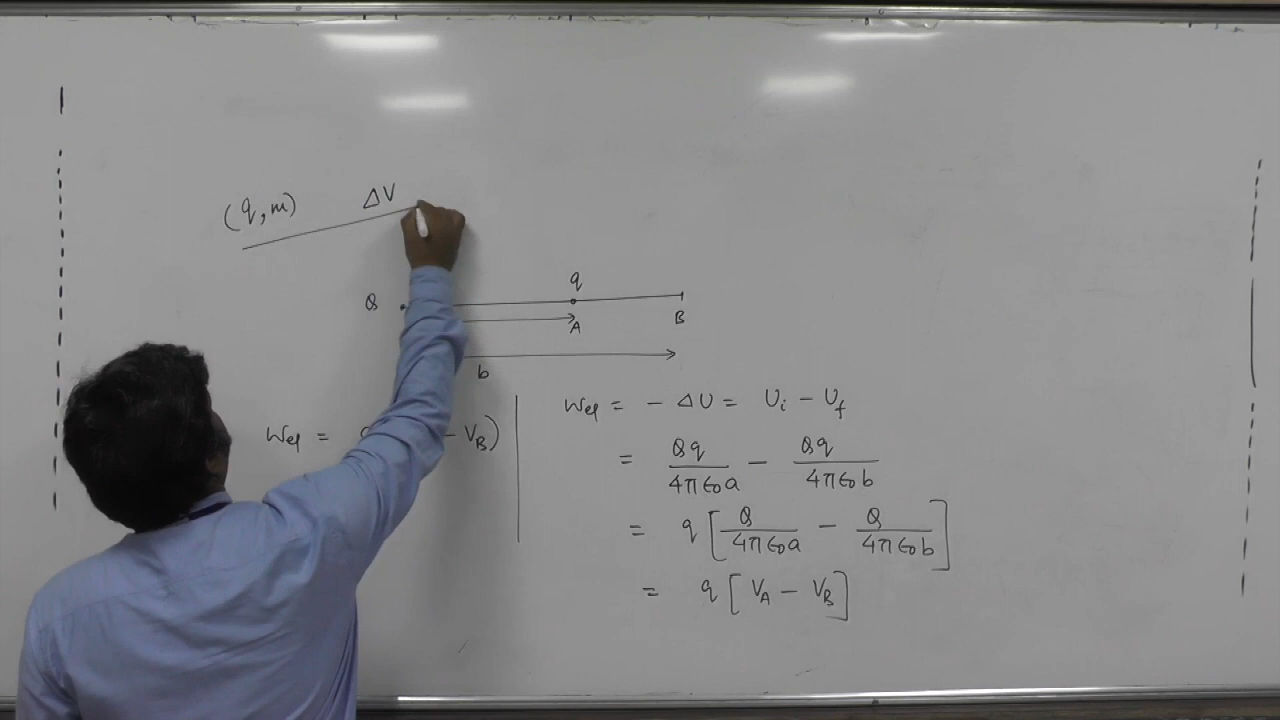 (q,m) ΔV
q
Q
A B
b
Wel = - ΔU = Ui - Uf
Wel = - VB)
= Qq/4πϵ0a - Qq/4πϵ0b
= q[Q/4πϵ0a - Q/4πϵ0b]
= q[VA - VB]